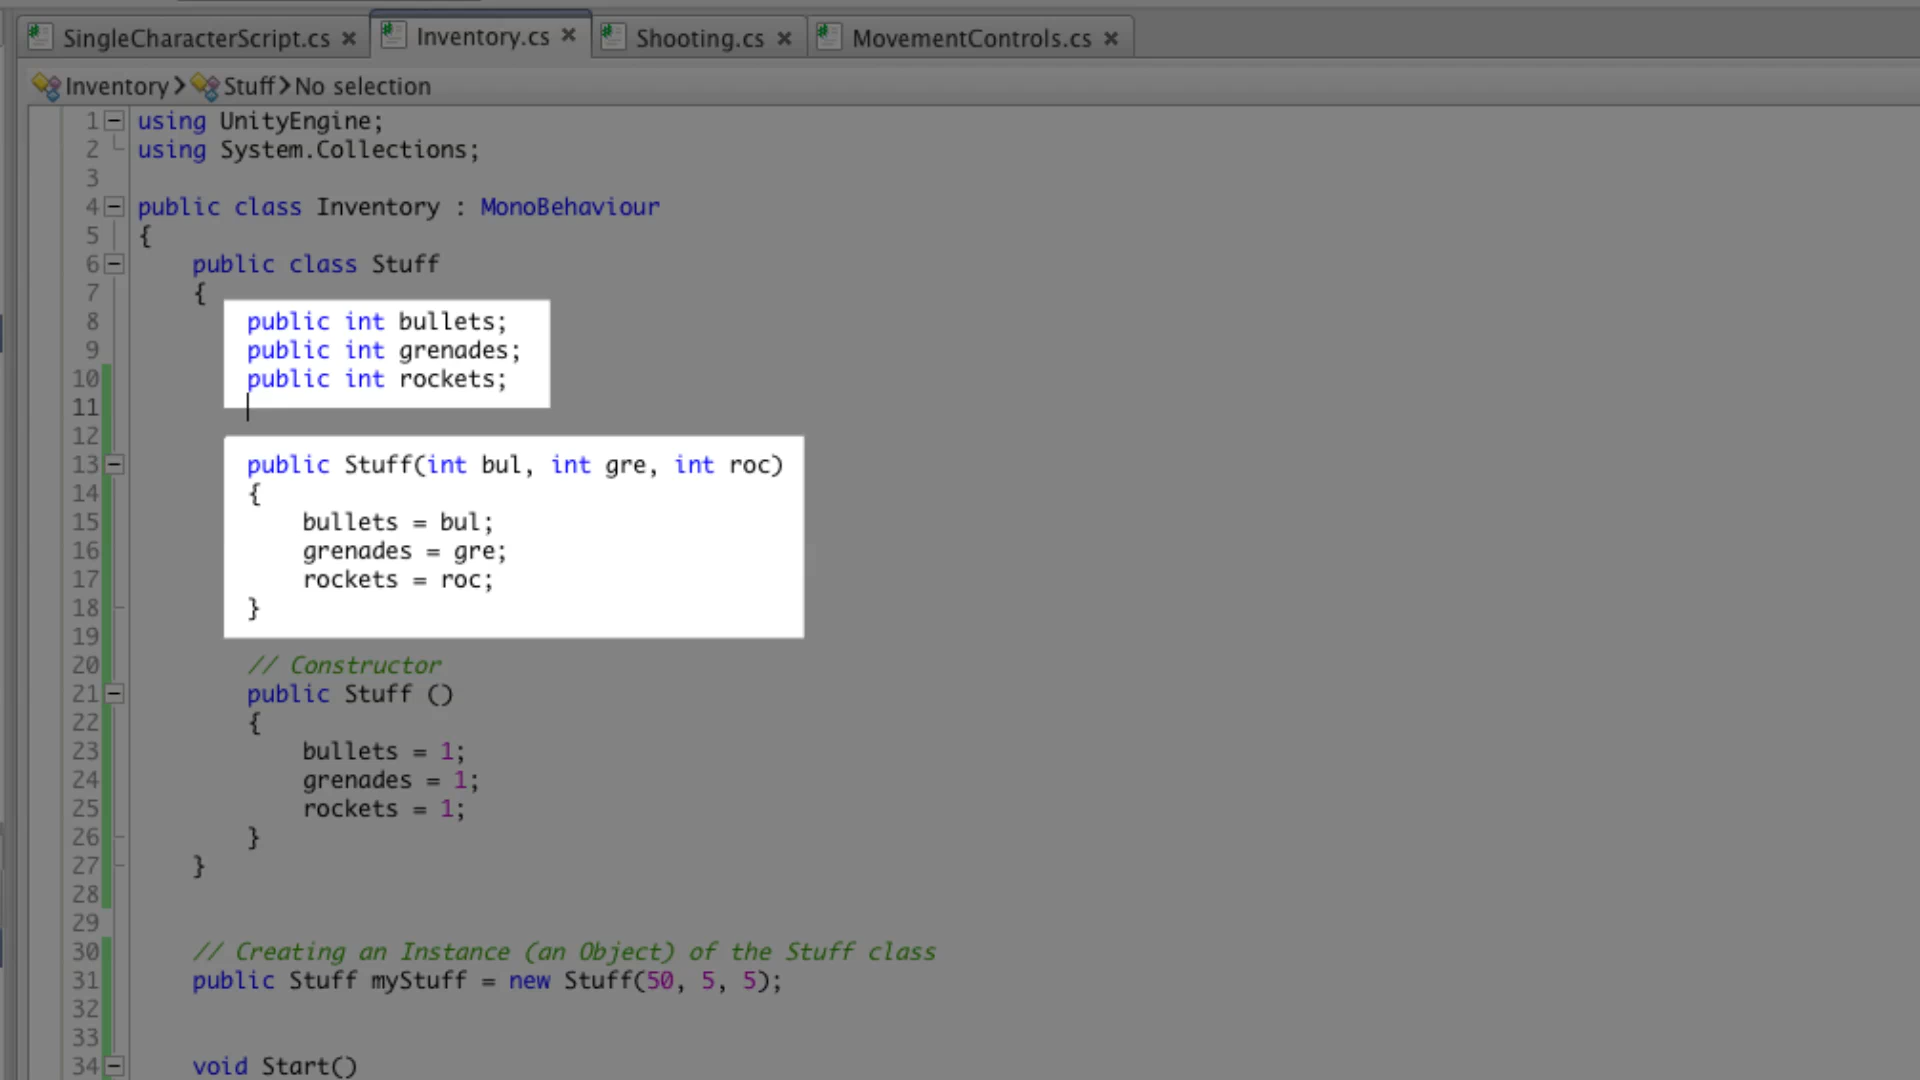 SingleCharacterScript.cs × Inventory.cs × Shooting.cs × MovementControls.cs ×
Inventory > Stuff > No selection
1 using UnityEngine;
2 using System.Collections;
3
4 public class Inventory : MonoBehaviour
5 {
6 public class Stuff
7 {
8 public int bullets;
9 public int grenades;
10 public int rockets;
11
12
13 public Stuff(int bul, int gre, int roc)
14 {
15 bullets = bul;
16 grenades = gre;
17 rockets = roc;
18 }
19
20 // Constructor
21 public Stuff ()
22 {
23 bullets = 1;
24 grenades = 1;
25 rockets = 1;
26 }
27 }
28
29
30 // Creating an Instance (an Object) of the Stuff class
31 public Stuff myStuff = new Stuff(50, 5, 5);
32
33
34 void Start()